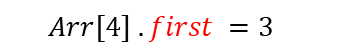 Arr[4].first = 3